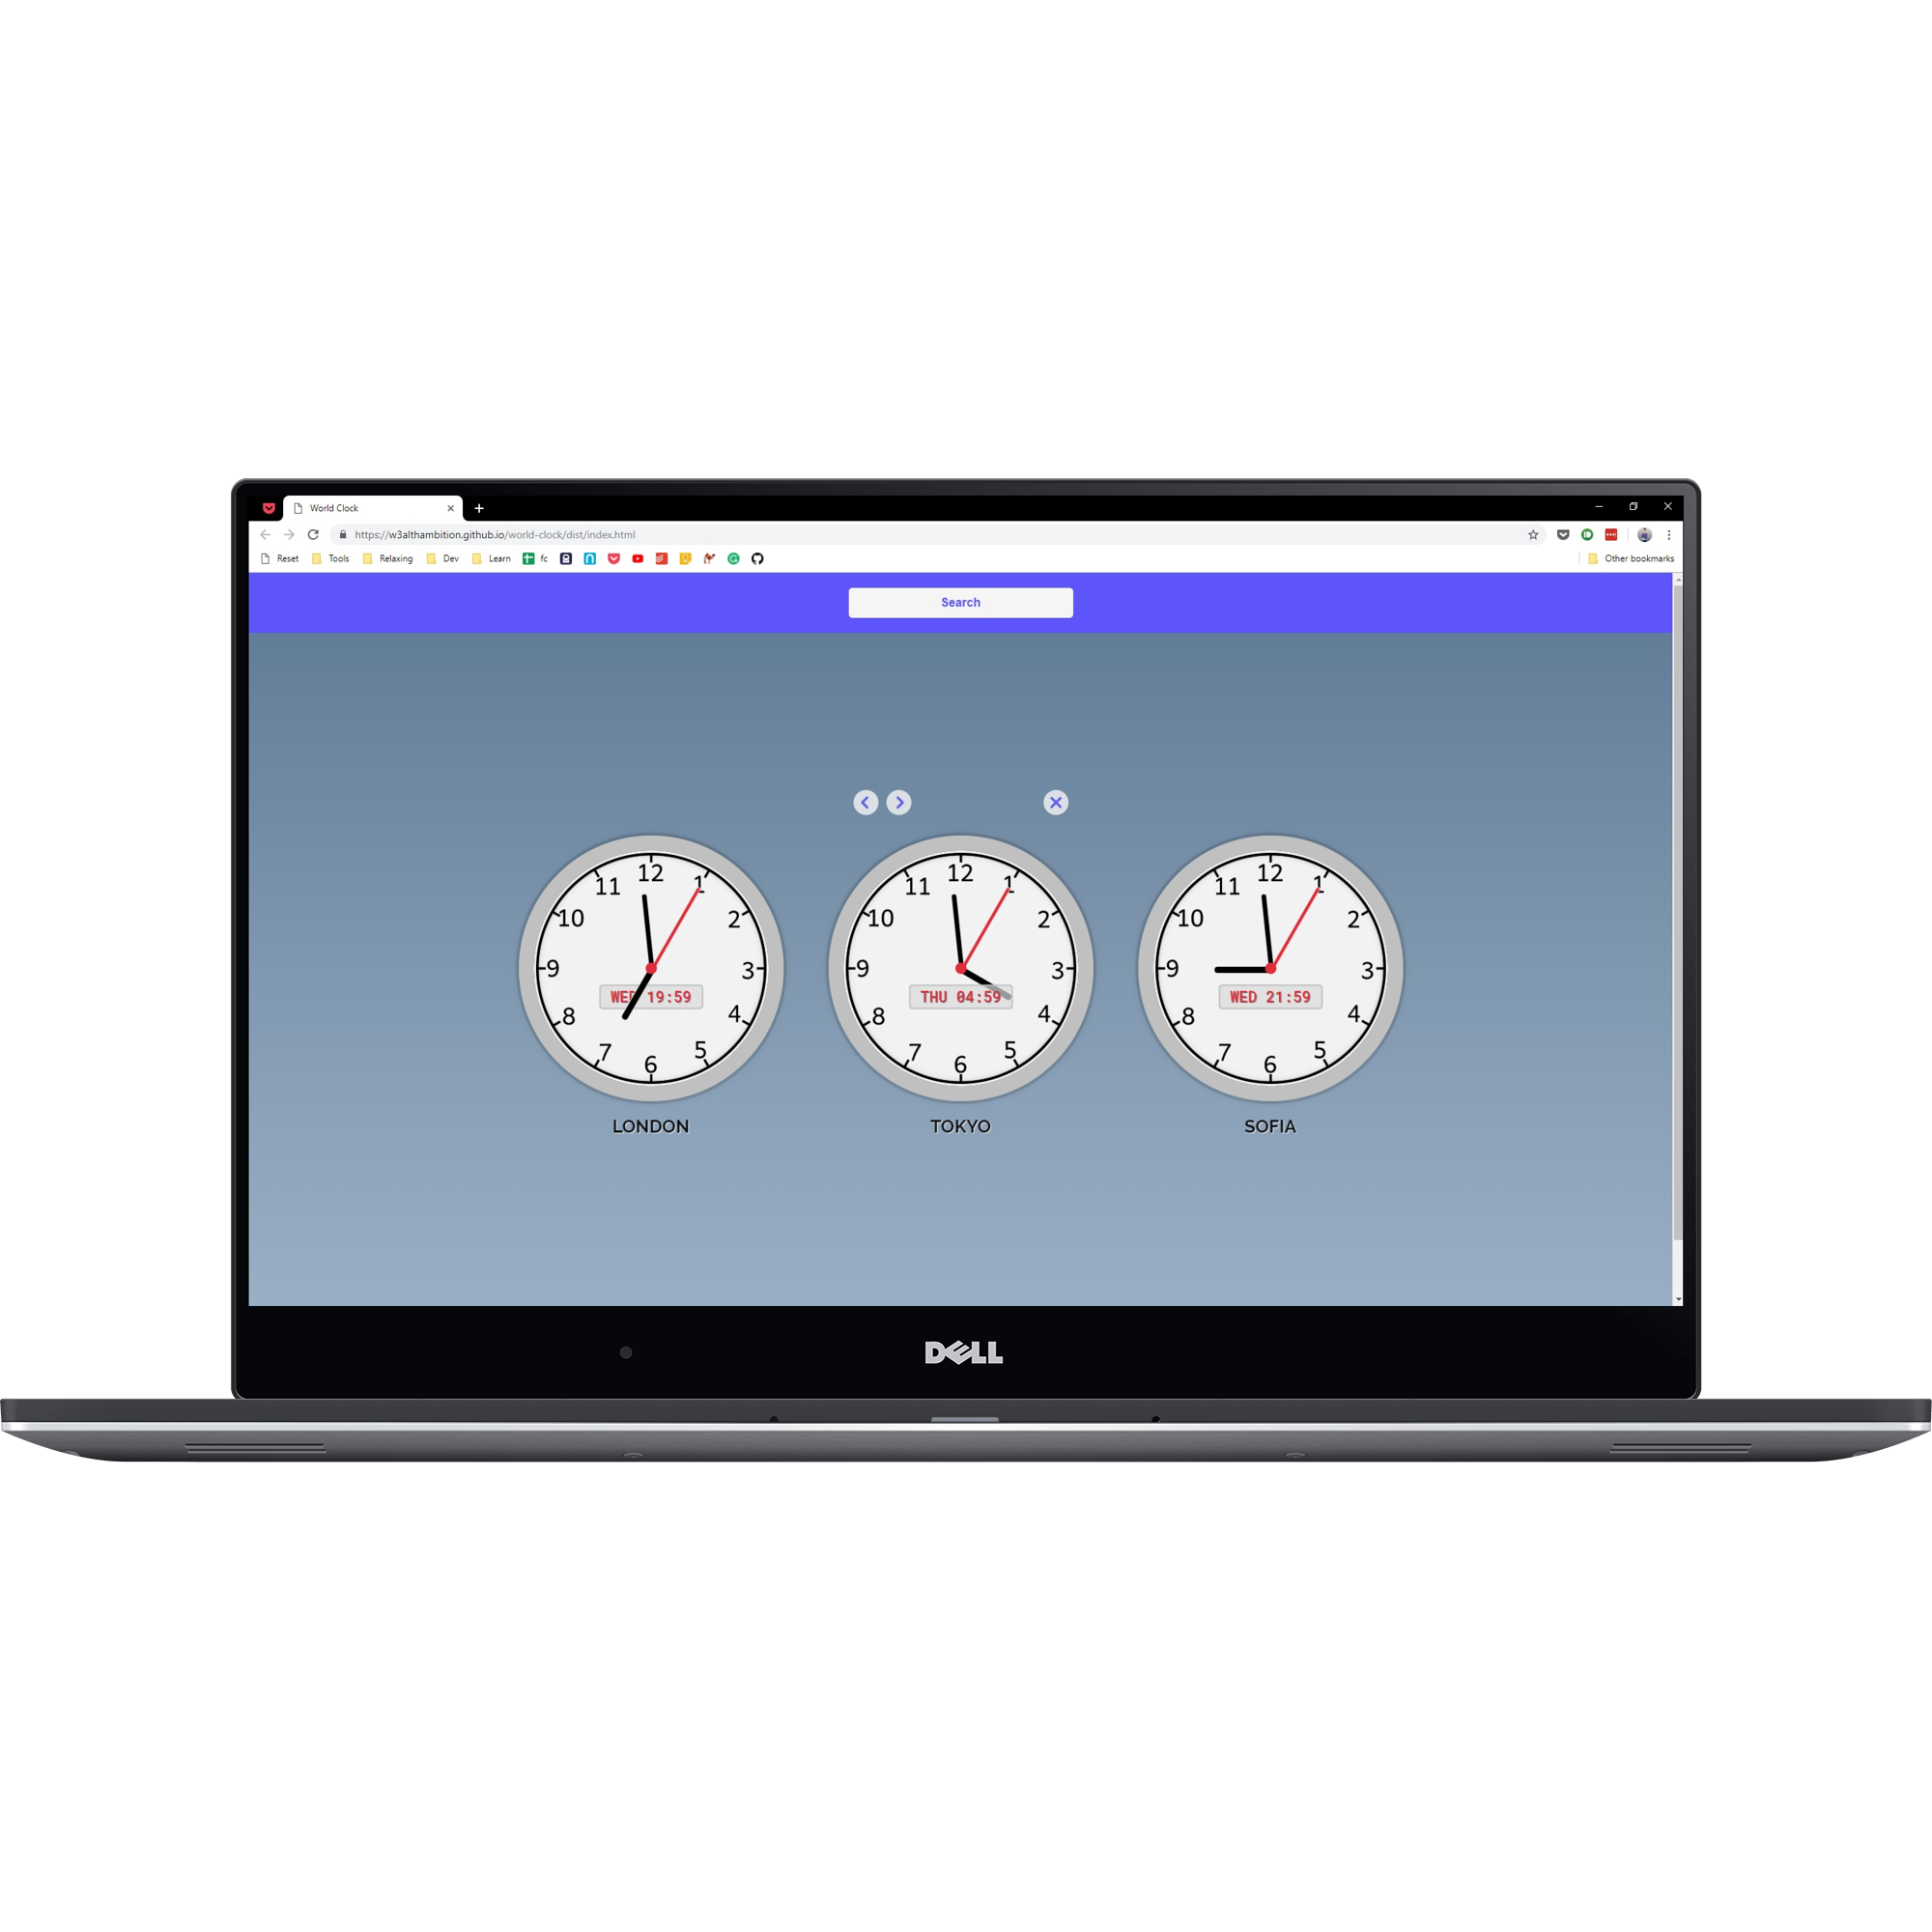 World Clock
https://w3althambition.github.io/world-clock/dist/index.html
Reset Tools Relaxing Dev Learn fc Other bookmarks
Search
12 1 2 3 4 5 6 7 8 9 10 11
WED 19:59
LONDON
12 1 2 3 4 5 6 7 8 9 10 11
THU 04:59
TOKYO
12 1 2 3 4 5 6 7 8 9 10 11
WED 21:59
SOFIA
DELL